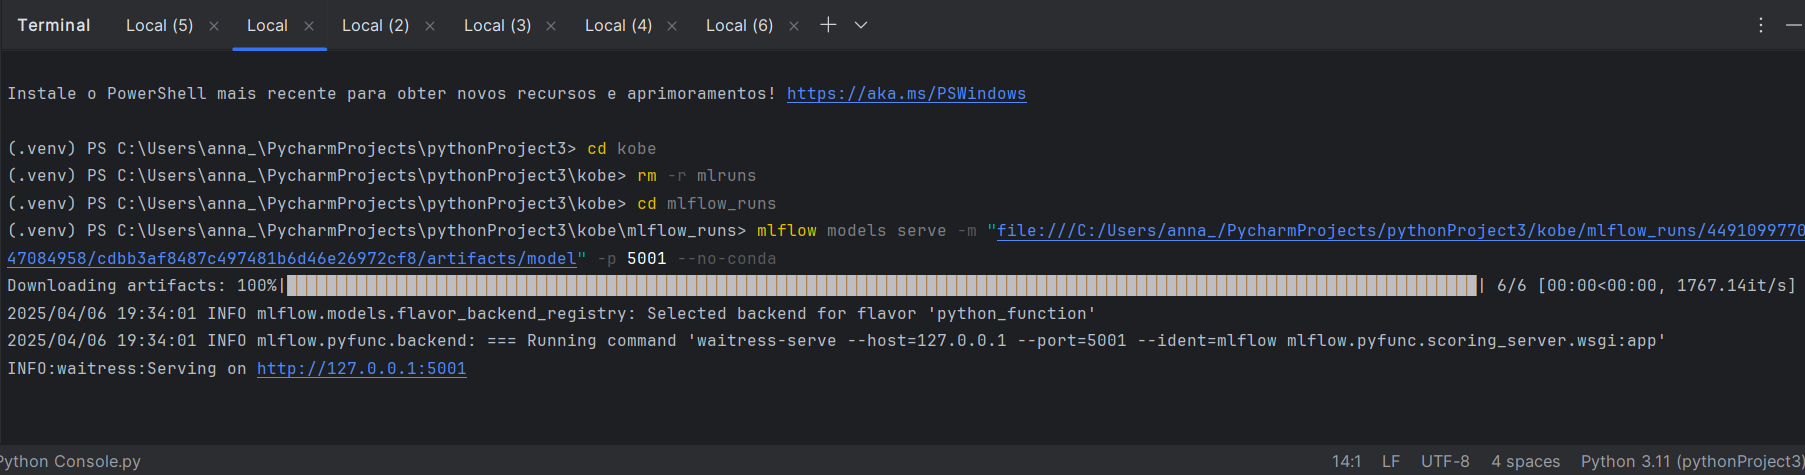 Terminal Local (5) × Local × Local (2) × Local (3) × Local (4) × Local (6) ×
Instale o PowerShell mais recente para obter novos recursos e aprimoramentos! https://aka.ms/PSWindows
(.venv) PS C:\Users\anna_\PycharmProjects\pythonProject3> cd kobe
(.venv) PS C:\Users\anna_\PycharmProjects\pythonProject3\kobe> rm -r mlruns
(.venv) PS C:\Users\anna_\PycharmProjects\pythonProject3\kobe> cd mlflow_runs
(.venv) PS C:\Users\anna_\PycharmProjects\pythonProject3\kobe\mlflow_runs> mlflow models serve -m "file:///C:/Users/anna_/PycharmProjects/pythonProject3/kobe/mlflow_runs/4491099770
47084958/cdbb3af8487c497481b6d46e26972cf8/artifacts/model" -p 5001 --no-conda
Downloading artifacts: 100%| | 6/6 [00:00<00:00, 1767.14it/s]
2025/04/06 19:34:01 INFO mlflow.models.flavor_backend_registry: Selected backend for flavor 'python_function'
2025/04/06 19:34:01 INFO mlflow.pyfunc.backend: === Running command 'waitress-serve --host=127.0.0.1 --port=5001 --ident=mlflow mlflow.pyfunc.scoring_server.wsgi:app'
INFO:waitress:Serving on http://127.0.0.1:5001
Python Console.py 14:1 LF UTF-8 4 spaces Python 3.11 (pythonProject3)